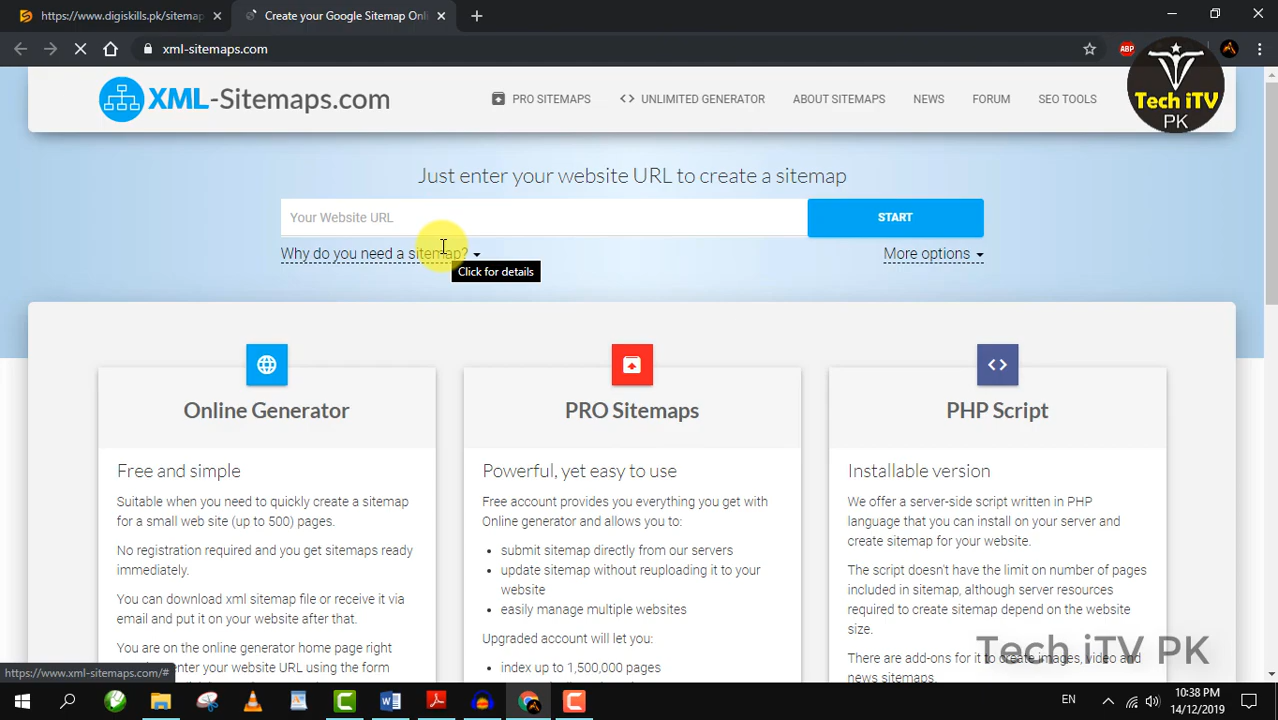 https://www.digiskills.pk/sitemap
Create your Google Sitemap Onli
xml-sitemaps.com
ABP
XML-Sitemaps.com
PRO SITEMAPS
UNLIMITED GENERATOR
ABOUT SITEMAPS
NEWS
FORUM
SEO TOOLS
Tech iTV
PK
Just enter your website URL to create a sitemap
Your Website URL
START
Why do you need a sitemap?
More options
Click for details
Online Generator
Free and simple
Suitable when you need to quickly create a sitemap
for a small web site (up to 500) pages.
No registration required and you get sitemaps ready
immediately.
You can download xml sitemap file or receive it via
email and put it on your website after that.
You are on the online generator home page right
enter your website URL using the form
PRO Sitemaps
Powerful, yet easy to use
Free account provides you everything you get with
Online generator and allows you to:
submit sitemap directly from our servers
update sitemap without reuploading it to your
website
easily manage multiple websites
Upgraded account will let you:
index up to 1,500,000 pages
PHP Script
Installable version
We offer a server-side script written in PHP
language that you can install on your server and
create sitemap for your website.
The script doesn't have the limit on number of pages
included in sitemap, although server resources
required to create sitemap depend on the website
size.
There are add-ons for it to create images, video and
news sitemaps.
Tech iTV PK
https://www.xml-sitemaps.com/#
EN
10:38 PM
14/12/2019